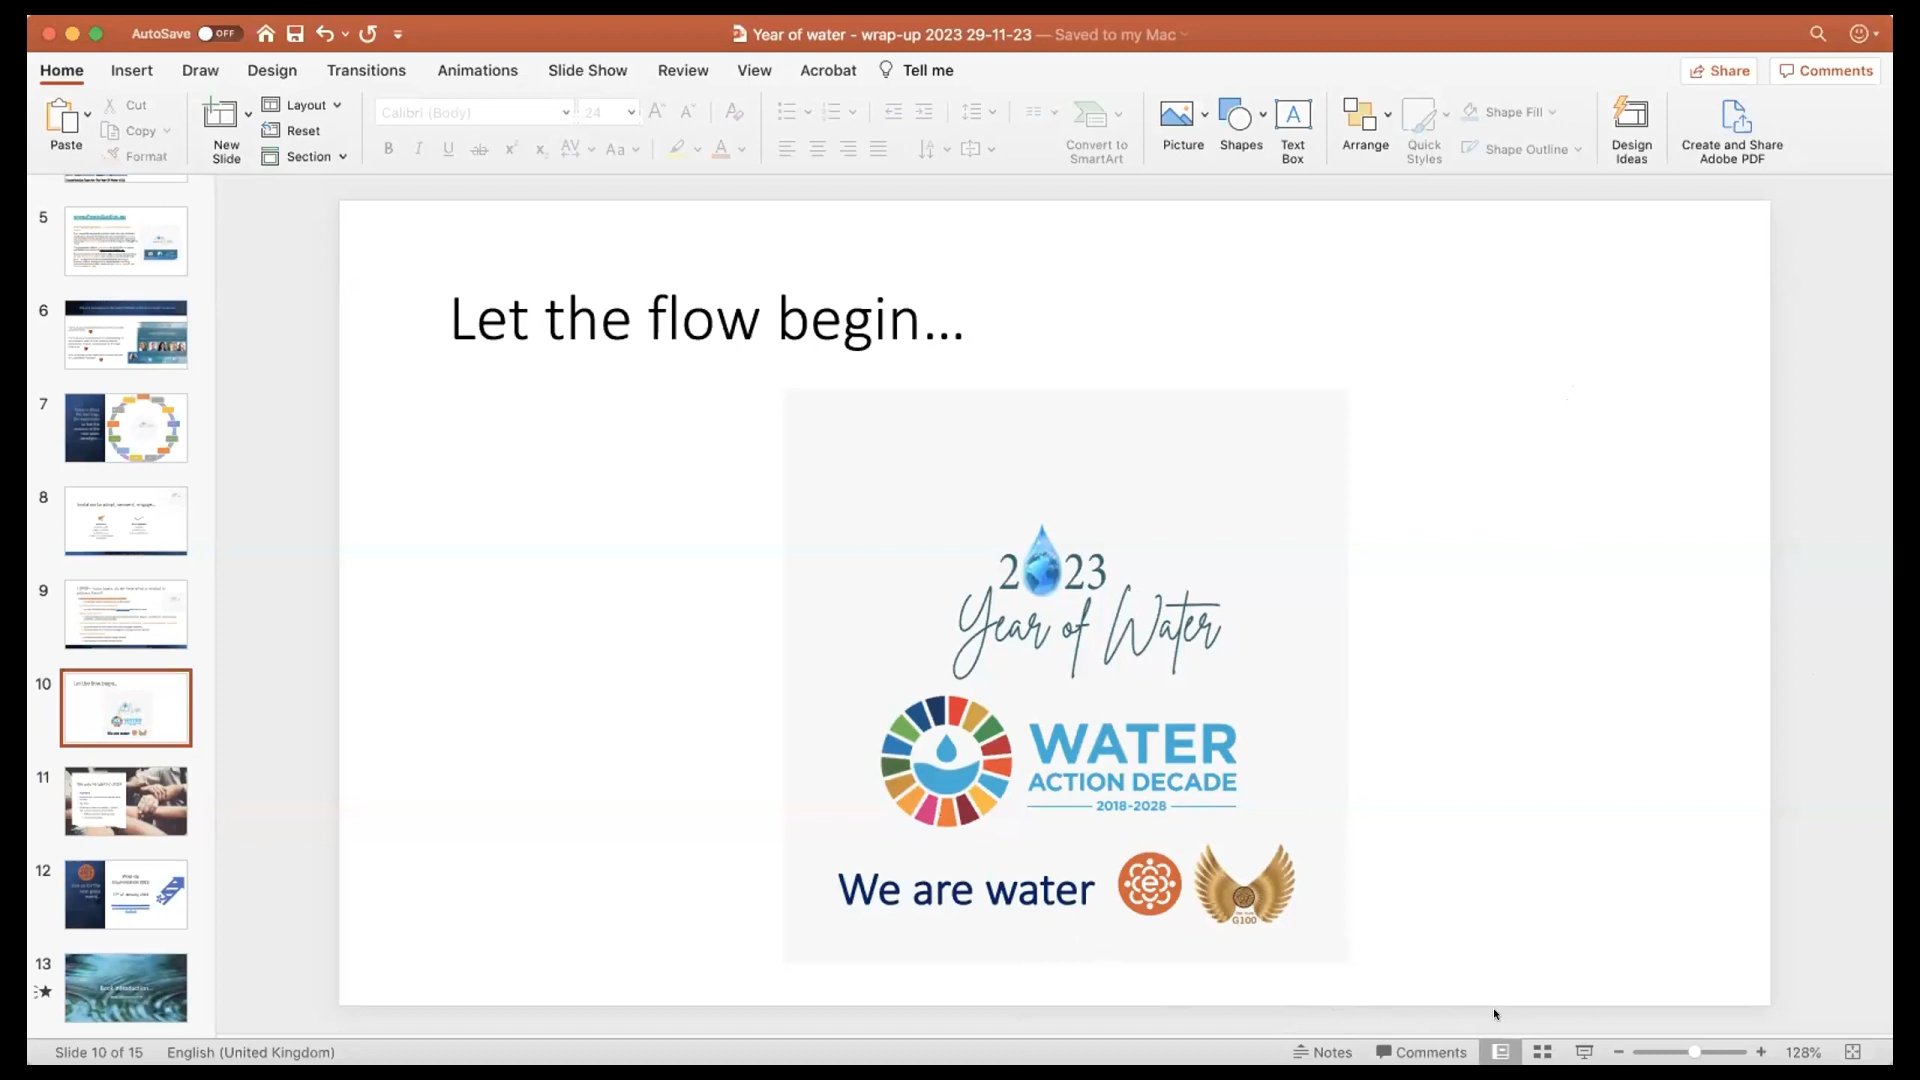 AutoSave OFF
Year of water - wrap-up 2023 29-11-23 — Saved to my Mac
Home Insert Draw Design Transitions Animations Slide Show Review View Acrobat Tell me
Share Comments
Paste
Cut
Copy
Format
New Slide
Layout
Reset
Section
Calibri (Body) 24
Convert to SmartArt
Picture
Shapes
Text Box
Arrange
Quick Styles
Shape Fill
Shape Outline
Design Ideas
Create and Share Adobe PDF
5
6
7
8
9
10
11
12
13
Let the flow begin...
2023
Year of Water
WATER
ACTION DECADE
2018-2028
We are water
G100
Slide 10 of 15 English (United Kingdom)
Notes Comments 128%